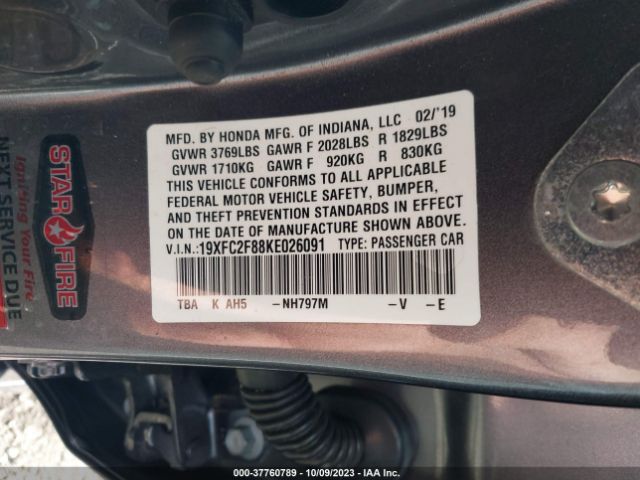 MFD. BY HONDA MFG. OF INDIANA, LLC 02/'19
GVWR 3769LBS GAWR F 2028LBS R 1829LBS
GVWR 1710KG GAWR F 920KG R 830KG
THIS VEHICLE CONFORMS TO ALL APPLICABLE
FEDERAL MOTOR VEHICLE SAFETY, BUMPER,
AND THEFT PREVENTION STANDARDS IN EFFECT
ON THE DATE OF MANUFACTURE SHOWN ABOVE.
V.I.N.:19XFC2F88KE026091 TYPE: PASSENGER CAR
TBA K AH5 -NH797M -V -E
STAR FIRE
Igniting Your Engine
NEXT SERVICE DUE
000-37760789 - 10/09/2023 - IAA Inc.